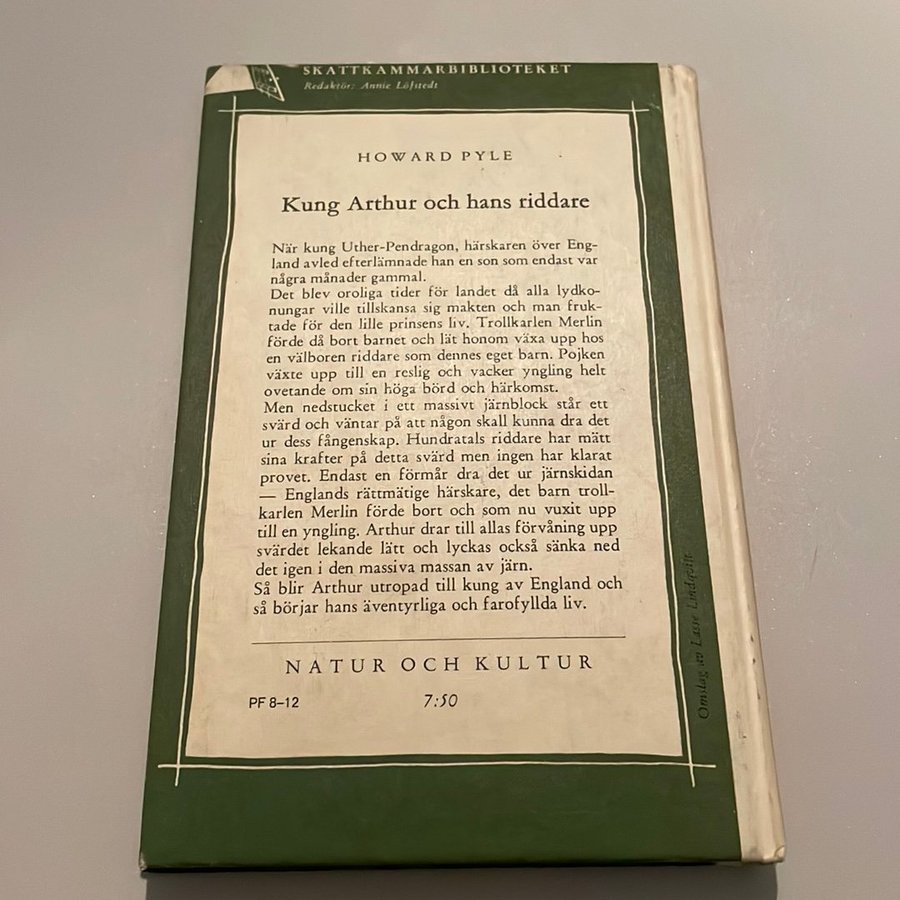 SKATTKAMMARBIBLIOTEKET
Redaktör: Annie Löfstedt
HOWARD PYLE
Kung Arthur och hans riddare
När kung Uther-Pendragon, härskaren över Eng-
land avled efterlämnade han en son som endast var
några månader gammal.
Det blev oroliga tider för landet då alla lydko-
nungar ville tillskansa sig makten och man fruk-
tade för den lille prinsens liv. Trollkarlen Merlin
förde då bort barnet och lät honom växa upp hos
en välboren riddare som dennes eget barn. Pojken
växte upp till en reslig och vacker yngling helt
ovetande om sin höga börd och härkomst.
Men nedstucket i ett massivt järnblock står ett
svärd och väntar på att någon skall kunna dra det
ur dess fångenskap. Hundratals riddare har mätt
sina krafter på detta svärd men ingen har klarat
provet. Endast en förmår dra det ur järnskidan
— Englands rättmätige härskare, det barn troll-
karlen Merlin förde bort och som nu vuxit upp
till en yngling. Arthur drar till allas förvåning upp
svärdet lekande lätt och lyckas också sänka ned
det igen i den massiva massan av järn.
Så blir Arthur utropad till kung av England och
så börjar hans äventyrliga och farofyllda liv.
NATUR OCH KULTUR
PF 8–12
7:50
Omslag av Lasse Lindqvist